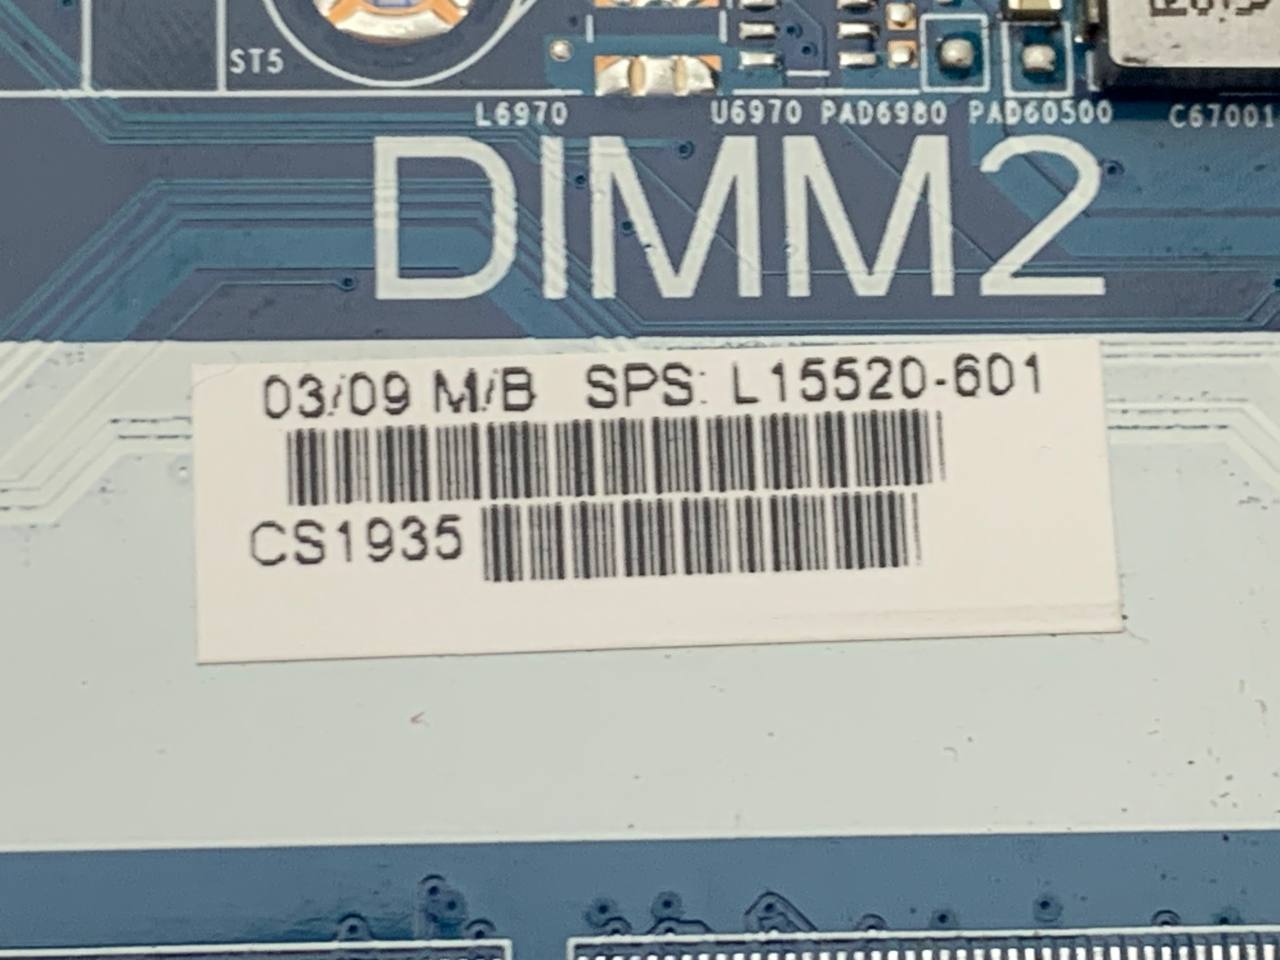 ST5
L6970
U6970 PAD6980 PAD60500 C67001
DIMM2
03/09 M/B SPS: L15520-601
CS1935